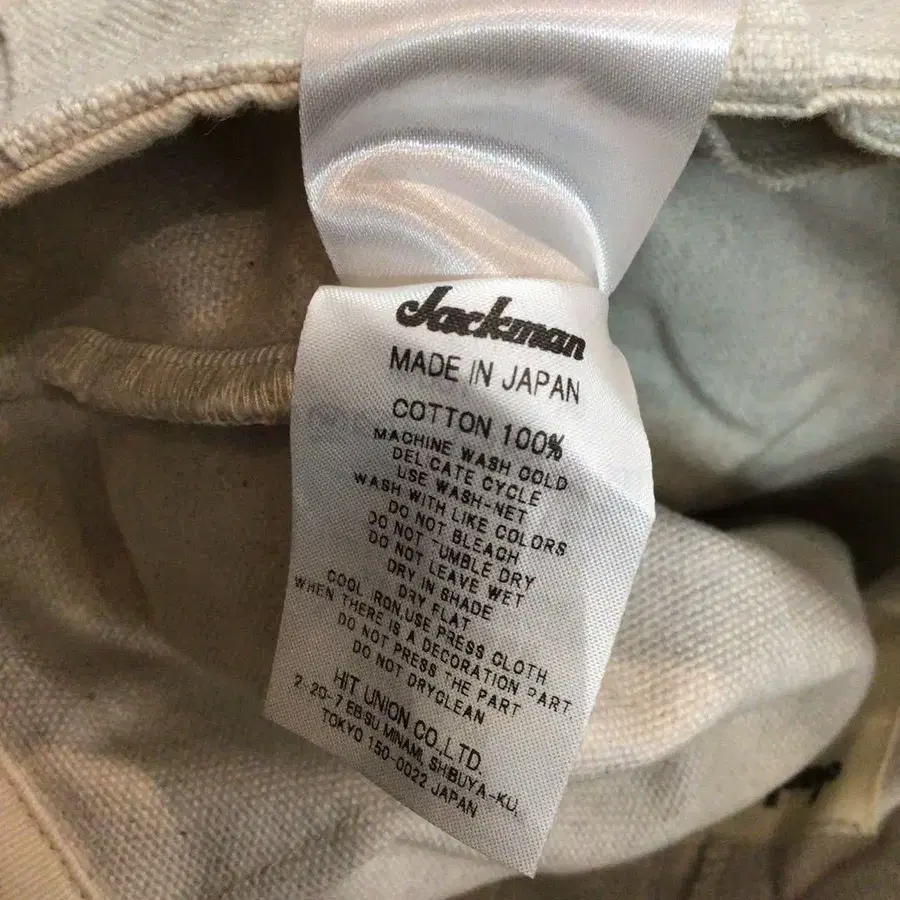 Jackman
MADE IN JAPAN
COTTON 100%
MACHINE WASH COLD
DEL CATE CYCLE
USE WASH-NET
WASH WITH LIKE COLORS
DO NOT BLEACH
DO NOT TUMBLE DRY
DO NOT LEAVE WET
DRY IN SHADE
DRY FLAT
COOL IRON.USE PRESS CLOTH
WHEN THERE IS A DECORATION PART.
DO NOT PRESS THE PART
DO NOT DRYCLEAN
HIT UNION CO.,LTD.
2-20-7 EBISU MINAMI, SHIBUYA-KU,
TOKYO 150-0022 JAPAN